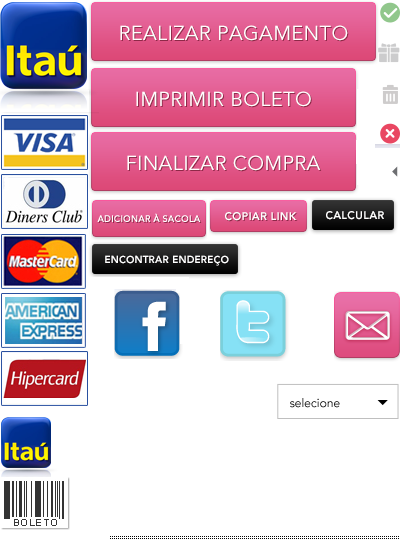 Itaú
REALIZAR PAGAMENTO
IMPRIMIR BOLETO
VISA
FINALIZAR COMPRA
Diners Club
ADICIONAR À SACOLA
COPIAR LINK
CALCULAR
MasterCard
ENCONTRAR ENDEREÇO
AMERICAN
EXPRESS
f
t
Hipercard
selecione
Itaú
BOLETO